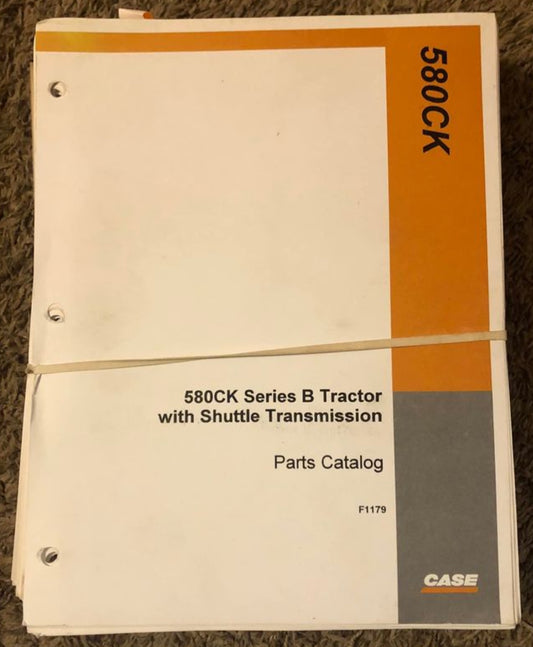 580CK
580CK Series B Tractor
with Shuttle Transmission
Parts Catalog
F1179
CASE